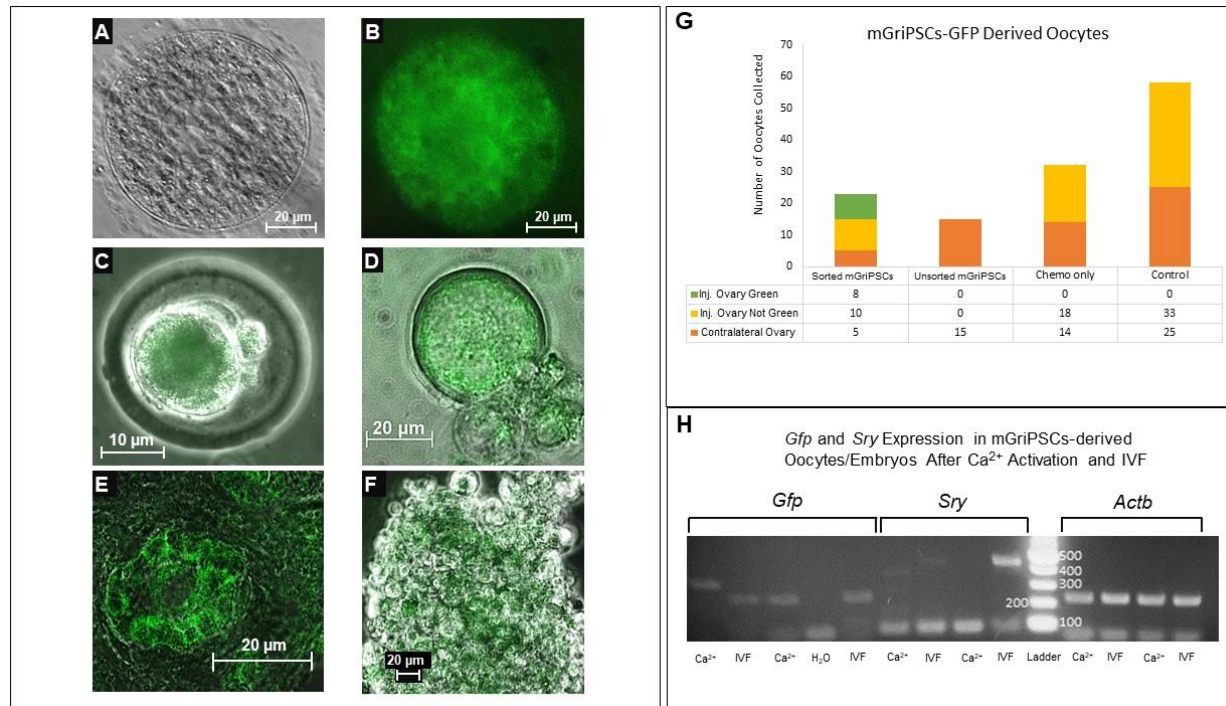 A
20 µm
B
20 µm
C
10 µm
D
20 µm
E
20 µm
F
20 µm
G
mGriPSCs-GFP Derived Oocytes
Number of Oocytes Collected
70
60
50
40
30
20
10
0
Sorted mGriPSCs Unsorted mGriPSCs Chemo only Control
Inj. Ovary Green 8 0 0 0
Inj. Ovary Not Green 10 0 18 33
Contralateral Ovary 5 15 14 25
H
Gfp and Sry Expression in mGriPSCs-derived
Oocytes/Embryos After Ca²⁺ Activation and IVF
Gfp Sry Actb
500
400
300
200
100
Ca²⁺ IVF Ca²⁺ H₂O IVF Ca²⁺ IVF Ca²⁺ IVF Ladder Ca²⁺ IVF Ca²⁺ IVF